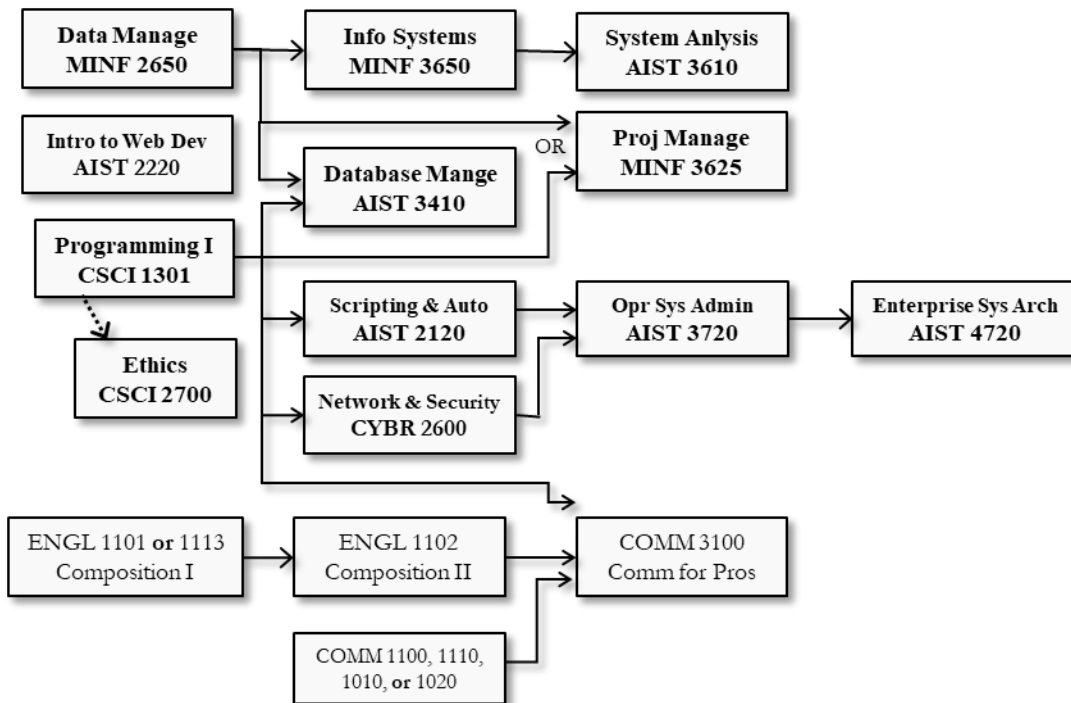 Data Manage
MINF 2650
Info Systems
MINF 3650
System Anlysis
AIST 3610
Intro to Web Dev
AIST 2220
OR
Proj Manage
MINF 3625
Database Mange
AIST 3410
Programming I
CSCI 1301
Scripting & Auto
AIST 2120
Opr Sys Admin
AIST 3720
Enterprise Sys Arch
AIST 4720
Ethics
CSCI 2700
Network & Security
CYBR 2600
ENGL 1101 or 1113
Composition I
ENGL 1102
Composition II
COMM 3100
Comm for Pros
COMM 1100, 1110,
1010, or 1020